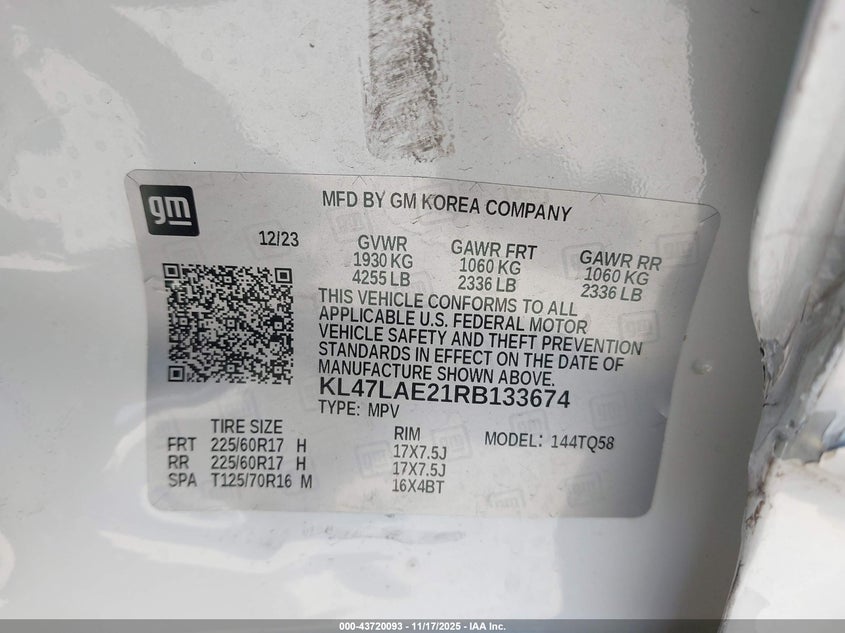 gm
MFD BY GM KOREA COMPANY
12/23
GVWR GAWR FRT GAWR RR
1930 KG 1060 KG 1060 KG
4255 LB 2336 LB 2336 LB
THIS VEHICLE CONFORMS TO ALL
APPLICABLE U.S. FEDERAL MOTOR
VEHICLE SAFETY AND THEFT PREVENTION
STANDARDS IN EFFECT ON THE DATE OF
MANUFACTURE SHOWN ABOVE.
KL47LAE21RB133674
TYPE: MPV
TIRE SIZE RIM MODEL: 144TQ58
FRT 225/60R17 H 17X7.5J
RR 225/60R17 H 17X7.5J
SPA T125/70R16 M 16X4BT
000-43720093 - 11/17/2025 - IAA Inc.